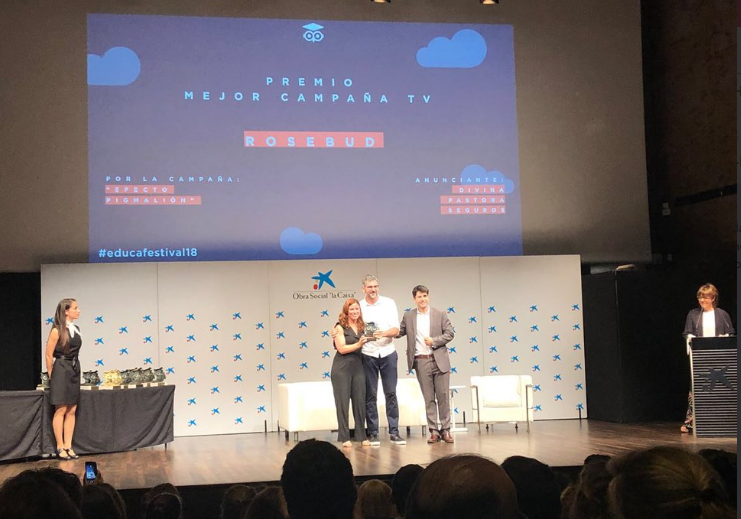 PREMIO
MEJOR CAMPAÑA TV
ROSEBUD
POR LA CAMPAÑA:
"EFECTO
PIGMALIÓN"
ANUNCIANTE:
DIVINA
PASTORA
SEGUROS
#educafestival18
Obra Social "la Caixa"